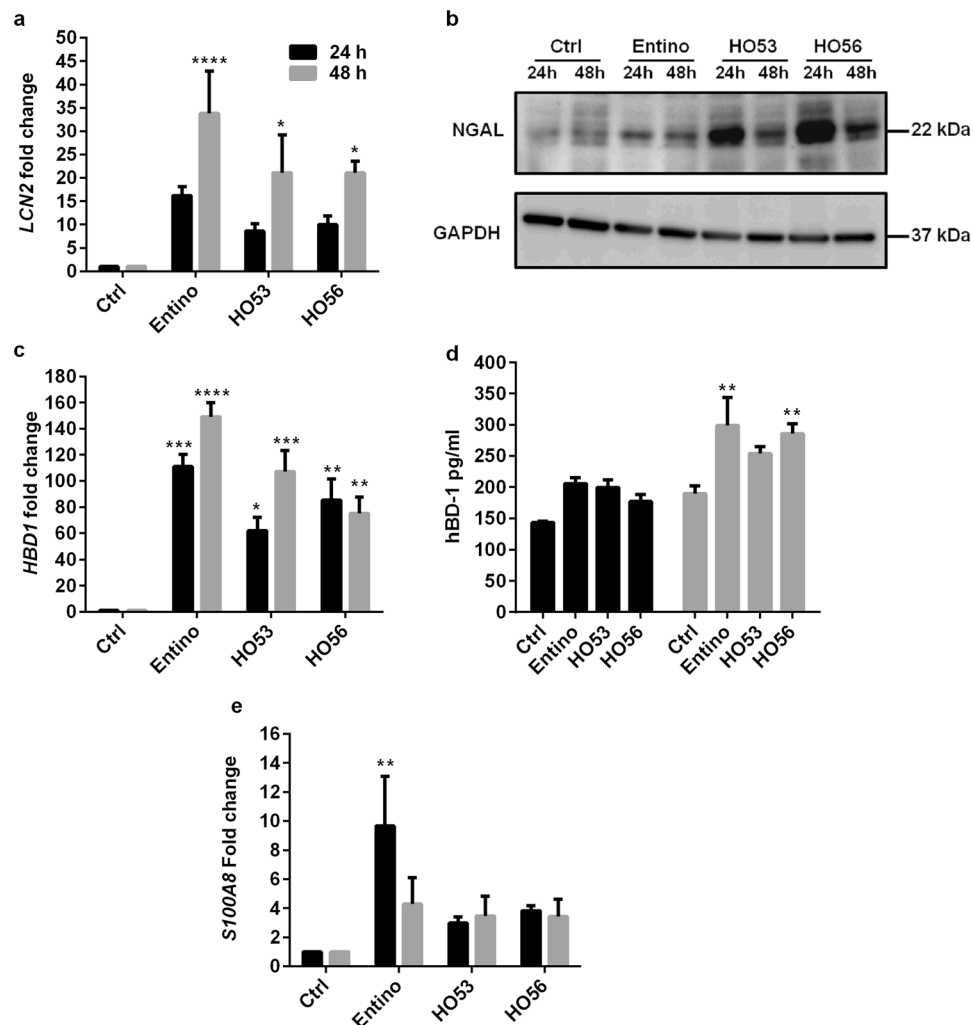 a
LCN2 fold change
50
45
40
35
30
25
20
15
10
5
0
24 h
48 h
****
*
*
Ctrl
Entino
HO53
HO56
b
Ctrl Entino HO53 HO56
24h 48h 24h 48h 24h 48h 24h 48h
NGAL
22 kDa
GAPDH
37 kDa
c
HBD1 fold change
180
160
140
120
100
80
60
40
20
0
***
****
*
***
**
**
Ctrl
Entino
HO53
HO56
d
hBD-1 pg/ml
400
350
300
250
200
150
100
50
0
**
**
Ctrl
Entino
HO53
HO56
Ctrl
Entino
HO53
HO56
e
S100A8 Fold change
16
14
12
10
8
6
4
2
0
**
Ctrl
Entino
HO53
HO56